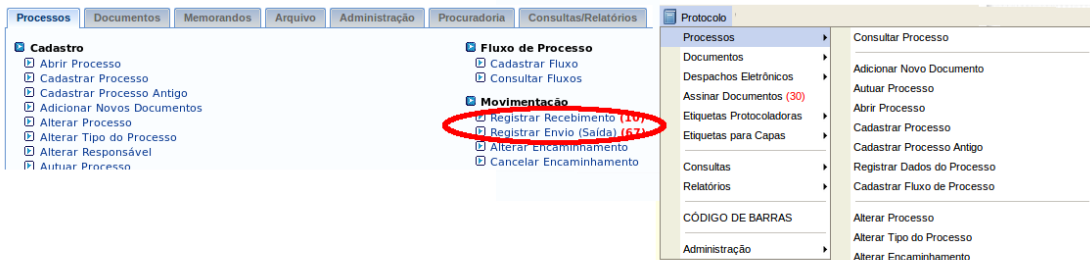 Processos Documentos Memorandos Arquivo Administração Procuradoria Consultas/Relatórios
Cadastro
Abrir Processo
Cadastrar Processo
Cadastrar Processo Antigo
Adicionar Novos Documentos
Alterar Processo
Alterar Tipo do Processo
Alterar Responsável
Autuar Processo
Fluxo de Processo
Cadastrar Fluxo
Consultar Fluxos
Movimentação
Registrar Recebimento (10)
Registrar Envio (Saída) (67)
Alterar Encaminhamento
Cancelar Encaminhamento
Protocolo
Processos
Documentos
Despachos Eletrônicos
Assinar Documentos (30)
Etiquetas Protocoladoras
Etiquetas para Capas
Consultas
Relatórios
CÓDIGO DE BARRAS
Administração
Consultar Processo
Adicionar Novo Documento
Autuar Processo
Abrir Processo
Cadastrar Processo
Cadastrar Processo Antigo
Registrar Dados do Processo
Cadastrar Fluxo de Processo
Alterar Processo
Alterar Tipo do Processo
Alterar Encaminhamento